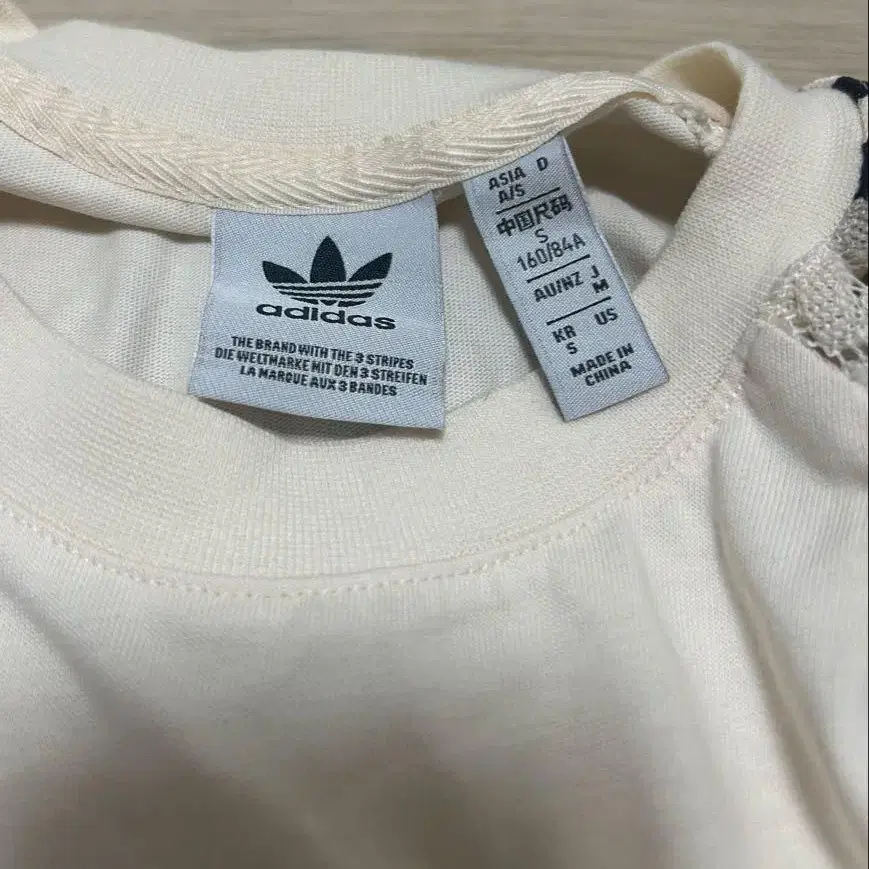 adidas
THE BRAND WITH THE 3 STRIPES
DIE WELTMARKE MIT DEN 3 STREIFEN
LA MARQUE AUX 3 BANDES
ASIA D
A/S
中国尺码
S
160/84A
AU/NZ J
M
KR US
S
MADE IN
CHINA